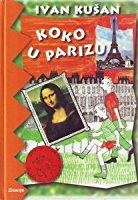 IVAN KUŠAN
KOKO
U PARIZU
Znanje